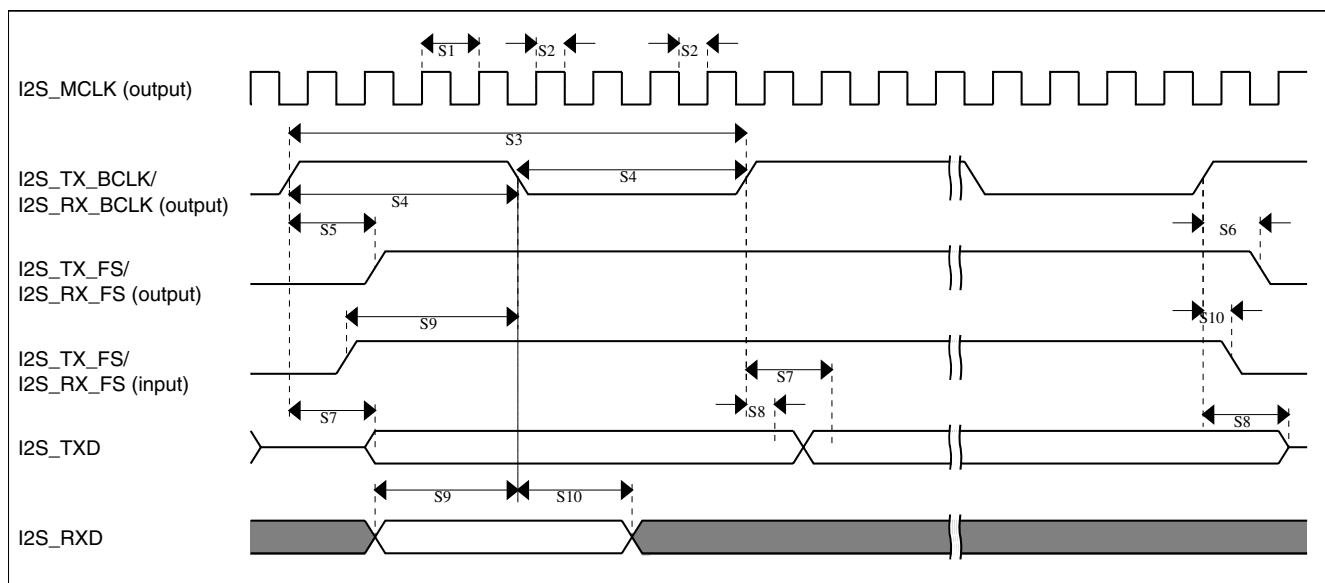 S1
S2
S2
I2S_MCLK (output)
S3
I2S_TX_BCLK/
I2S_RX_BCLK (output)
S4
S4
S5
S6
I2S_TX_FS/
I2S_RX_FS (output)
S9
S10
I2S_TX_FS/
I2S_RX_FS (input)
S7
S7
S8
S8
I2S_TXD
S9
S10
I2S_RXD